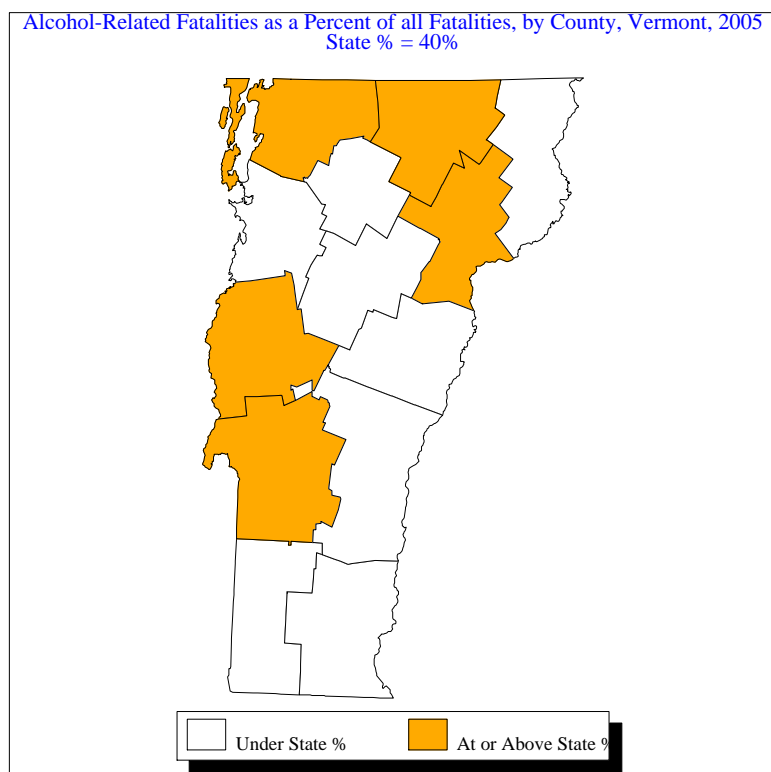 Alcohol-Related Fatalities as a Percent of all Fatalities, by County, Vermont, 2005
State % = 40%
Under State %
At or Above State %